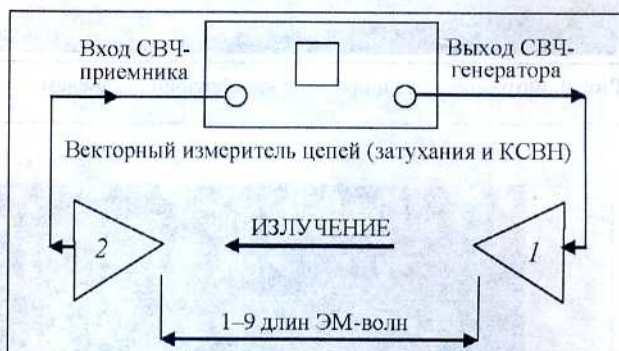 Вход СВЧ-
приемника
Выход СВЧ-
генератора
Векторный измеритель цепей (затухания и КСВН)
2
ИЗЛУЧЕНИЕ
1
1–9 длин ЭМ-волн